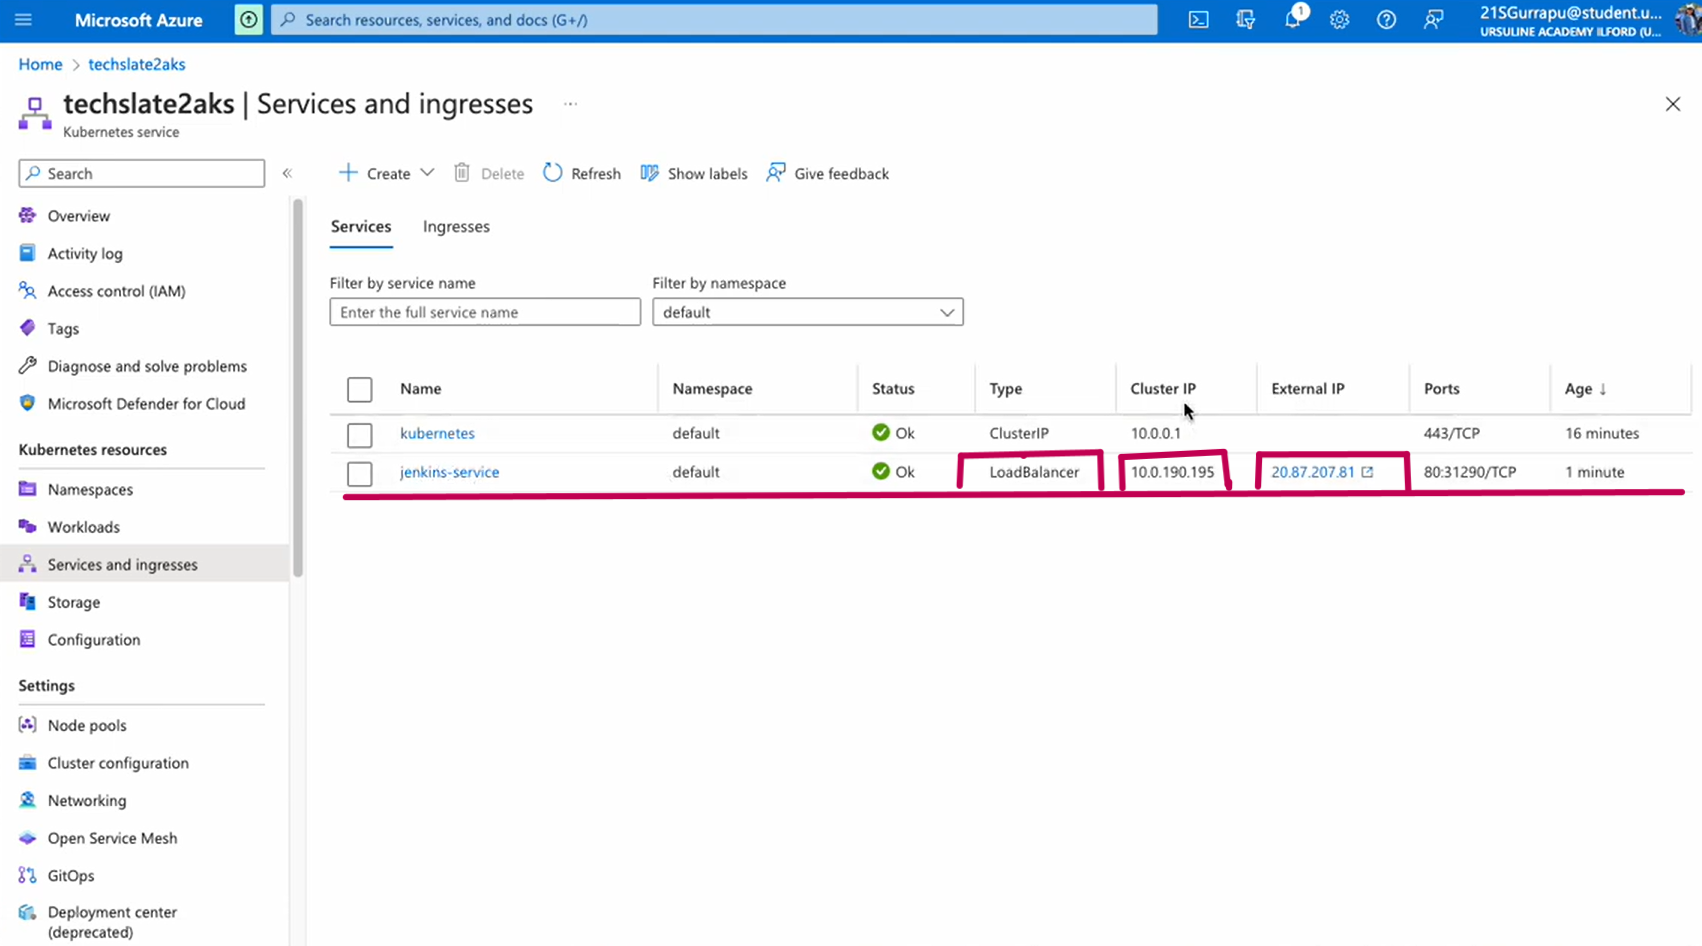 Microsoft Azure
Search resources, services, and docs (G+/)
1
21SGurrapu@student.u...
URSULINE ACADEMY ILFORD (U...
Home > techslate2aks
techslate2aks | Services and ingresses ...
Kubernetes service
Search «
Create Delete Refresh Show labels Give feedback
Overview
Activity log
Access control (IAM)
Tags
Diagnose and solve problems
Microsoft Defender for Cloud
Kubernetes resources
Namespaces
Workloads
Services and ingresses
Storage
Configuration
Settings
Node pools
Cluster configuration
Networking
Open Service Mesh
GitOps
Deployment center
(deprecated)
Services Ingresses
Filter by service name Filter by namespace
Enter the full service name default
Name Namespace Status Type Cluster IP External IP Ports Age ↓
kubernetes default Ok ClusterIP 10.0.0.1 443/TCP 16 minutes
jenkins-service default Ok LoadBalancer 10.0.190.195 20.87.207.81 80:31290/TCP 1 minute